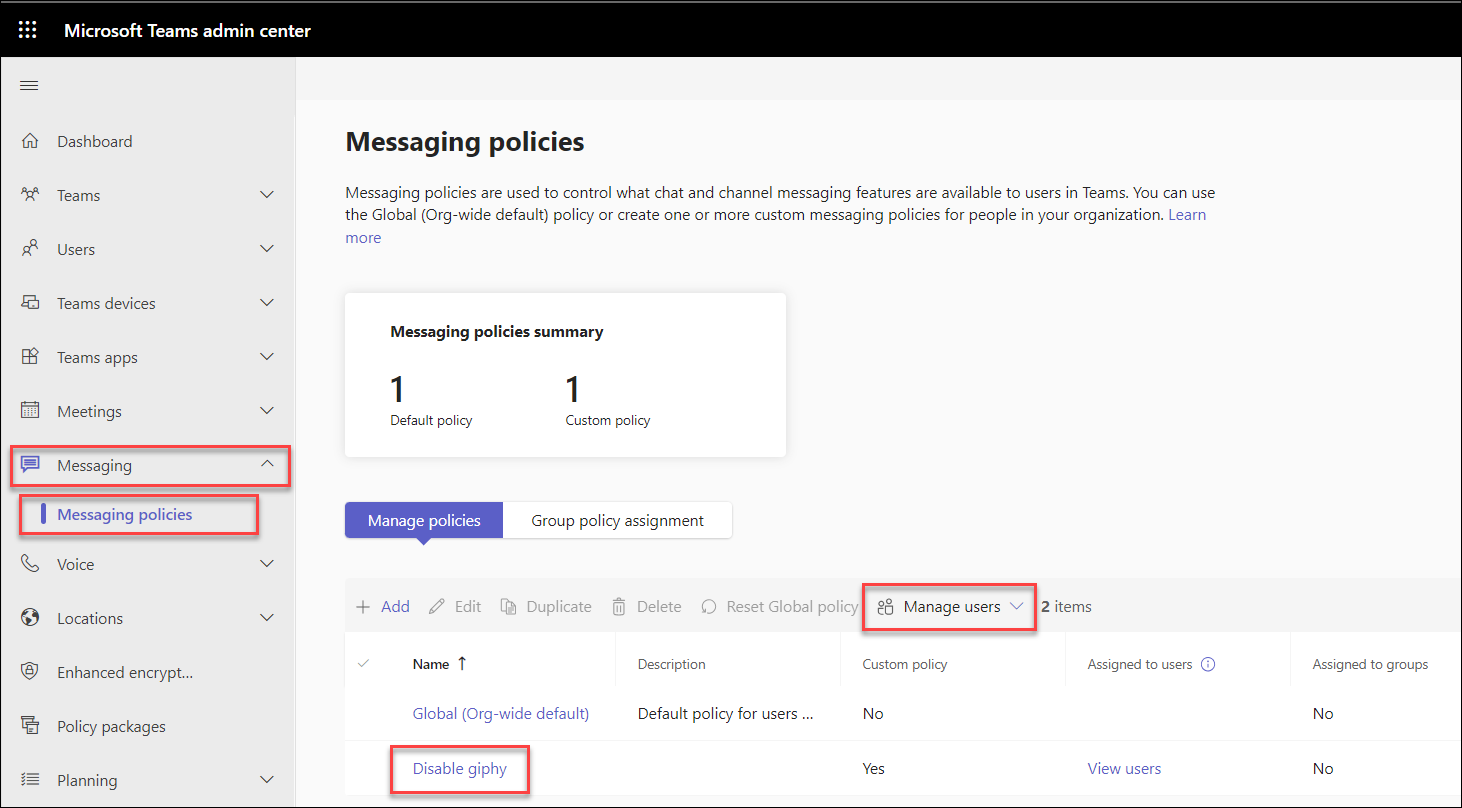 Microsoft Teams admin center
Dashboard
Teams
Users
Teams devices
Teams apps
Meetings
Messaging
Messaging policies
Voice
Locations
Enhanced encrypt...
Policy packages
Planning
Messaging policies
Messaging policies are used to control what chat and channel messaging features are available to users in Teams. You can use
the Global (Org-wide default) policy or create one or more custom messaging policies for people in your organization. Learn
more
Messaging policies summary
1 1
Default policy Custom policy
Manage policies Group policy assignment
Add Edit Duplicate Delete Reset Global policy Manage users 2 items
Name ↑ Description Custom policy Assigned to users Assigned to groups
Global (Org-wide default) Default policy for users ... No No
Disable giphy Yes View users No